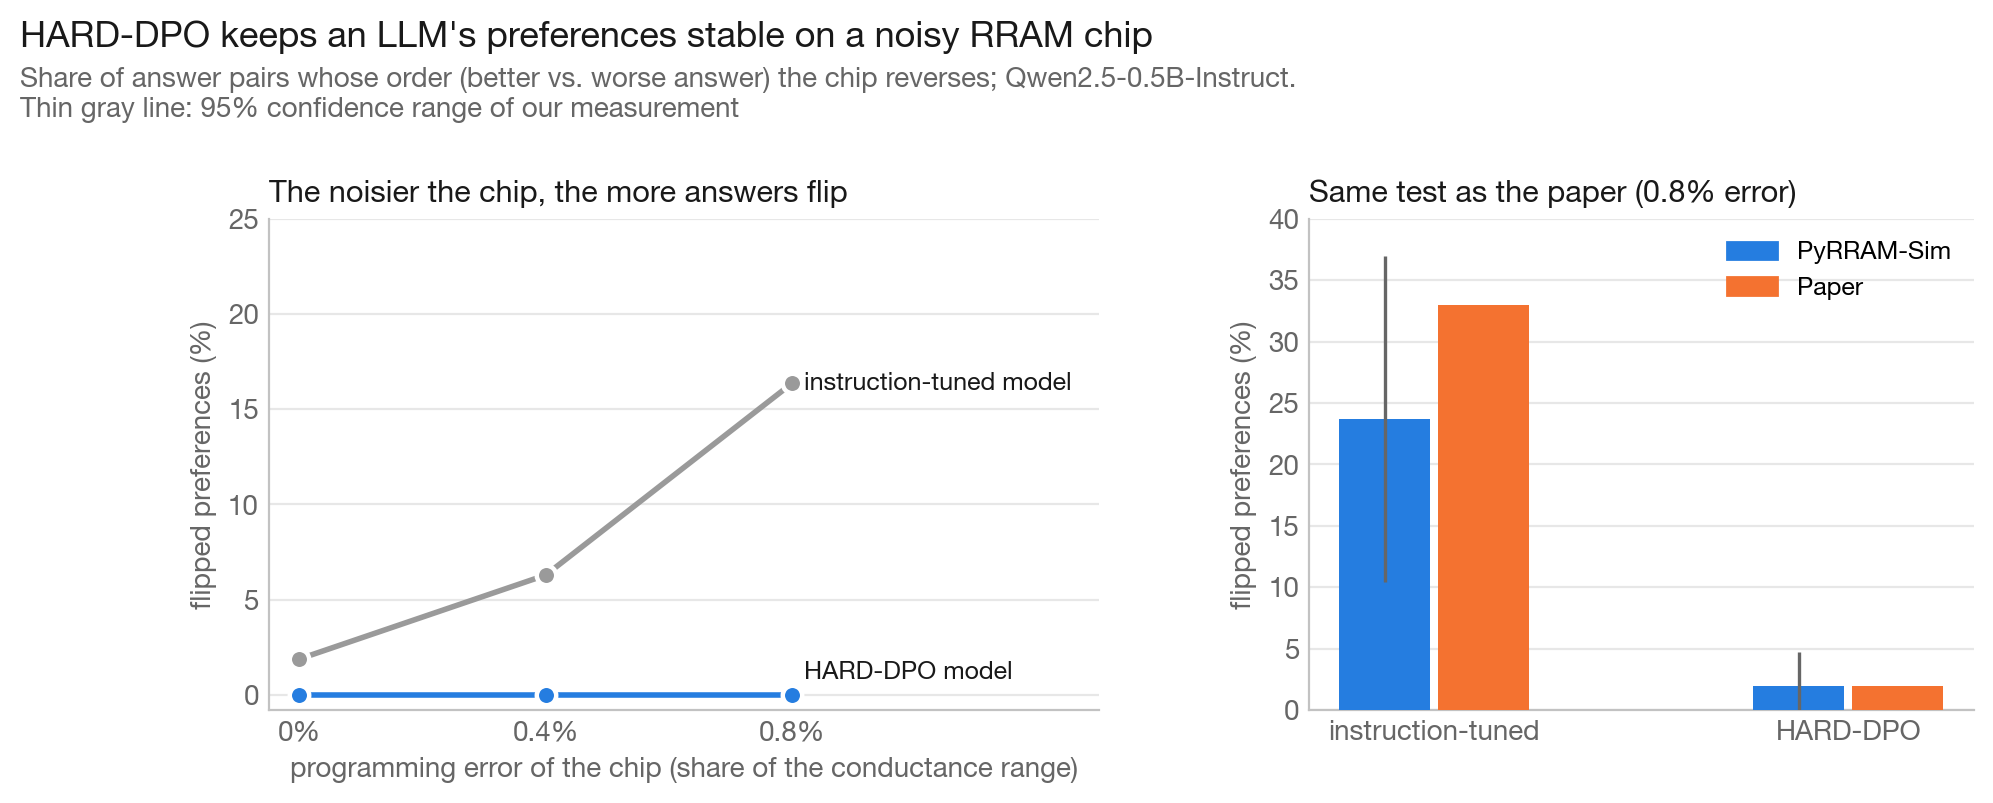 HARD-DPO keeps an LLM's preferences stable on a noisy RRAM chip
Share of answer pairs whose order (better vs. worse answer) the chip reverses; Qwen2.5-0.5B-Instruct.
Thin gray line: 95% confidence range of our measurement
The noisier the chip, the more answers flip
25
20
15
10
5
0
flipped preferences (%)
instruction-tuned model
HARD-DPO model
0%
0.4%
0.8%
programming error of the chip (share of the conductance range)
Same test as the paper (0.8% error)
40
35
30
25
20
15
10
5
0
flipped preferences (%)
PyRRAM-Sim
Paper
instruction-tuned
HARD-DPO